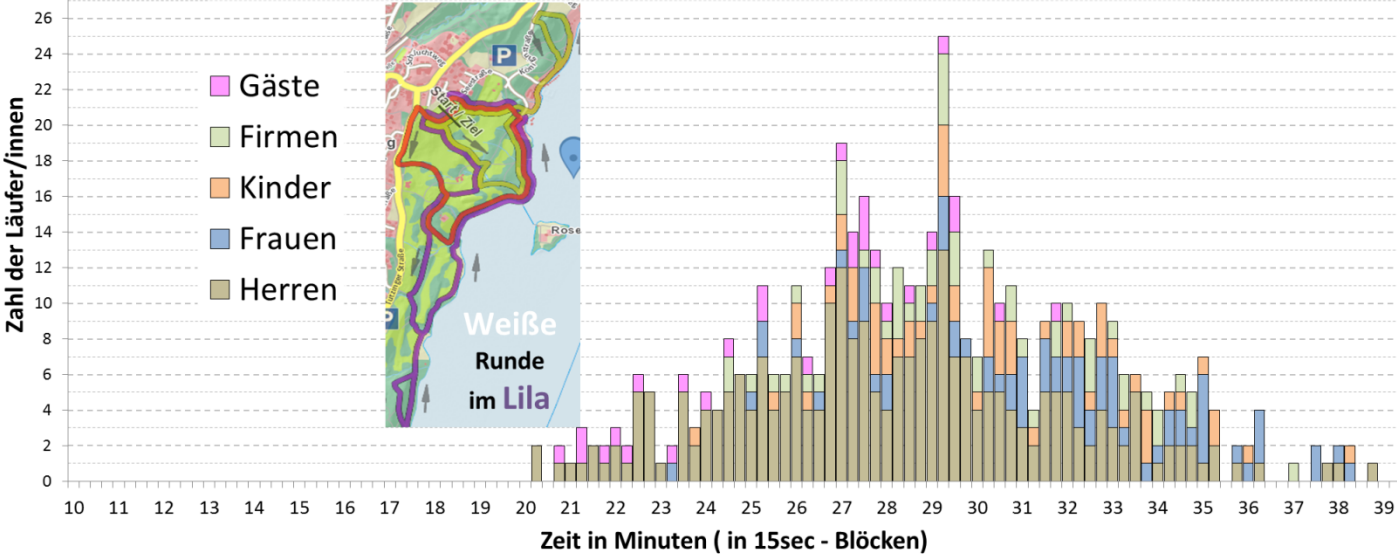 26
24
22
20
18
16
14
12
10
8
6
4
2
0
Zahl der Läufer/innen
Gäste
Firmen
Kinder
Frauen
Herren
P
Start / Ziel
Rose
P
Weiße
Runde
im Lila
10 11 12 13 14 15 16 17 18 19 20 21 22 23 24 25 26 27 28 29 30 31 32 33 34 35 36 37 38 39
Zeit in Minuten ( in 15sec - Blöcken)